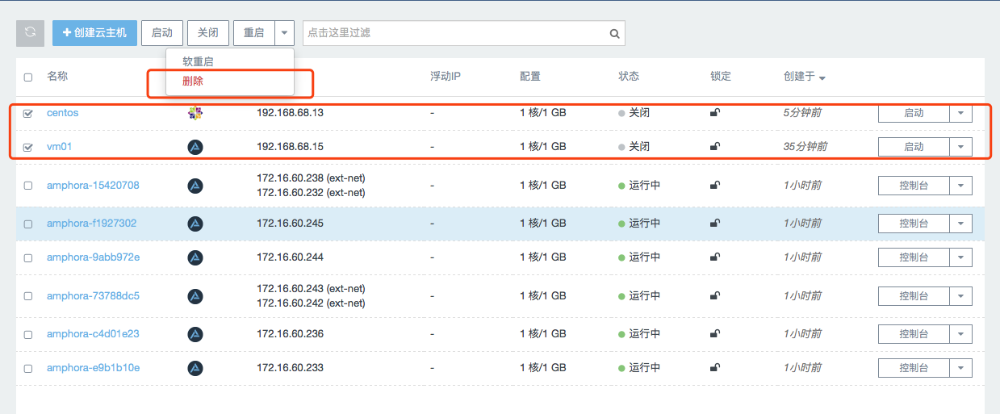 创建云主机 启动 关闭 重启 点击这里过滤
软重启
删除
名称 浮动IP 配置 状态 锁定 创建于
centos 192.168.68.13 - 1 核/1 GB 关闭 5分钟前 启动
vm01 192.168.68.15 - 1 核/1 GB 关闭 35分钟前 启动
amphora-15420708 172.16.60.238 (ext-net) - 1 核/1 GB 运行中 1小时前 控制台
172.16.60.232 (ext-net)
amphora-f1927302 172.16.60.245 - 1 核/1 GB 运行中 1小时前 控制台
amphora-9abb972e 172.16.60.244 - 1 核/1 GB 运行中 1小时前 控制台
amphora-73788dc5 172.16.60.243 (ext-net) - 1 核/1 GB 运行中 1小时前 控制台
172.16.60.242 (ext-net)
amphora-c4d01e23 172.16.60.236 - 1 核/1 GB 运行中 1小时前 控制台
amphora-e9b1b10e 172.16.60.233 - 1 核/1 GB 运行中 1小时前 控制台